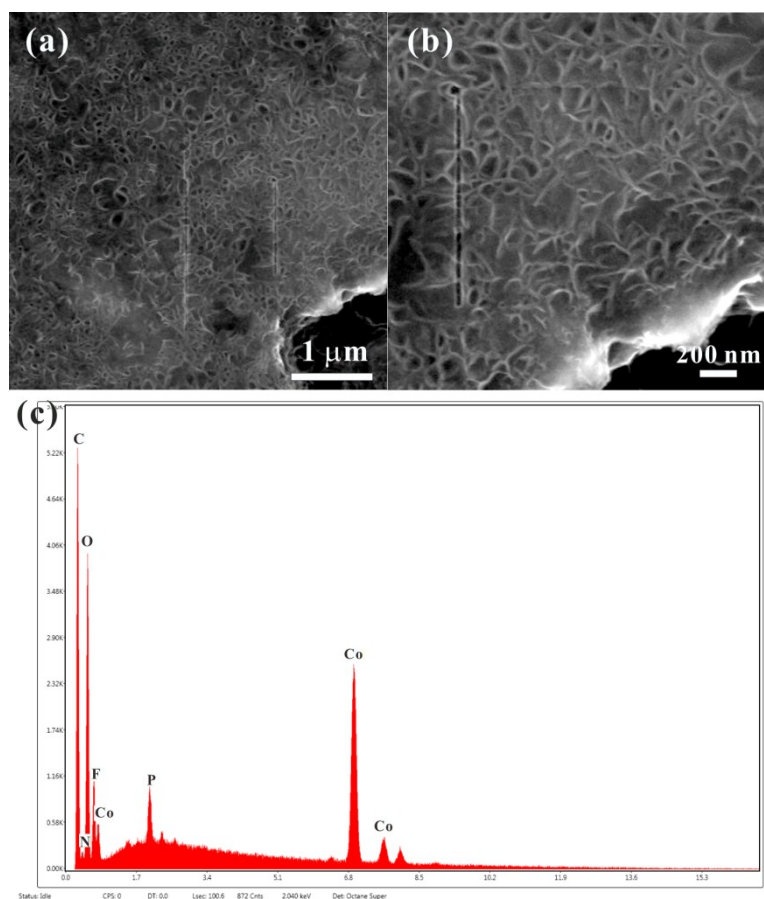 (a)
(b)
1 μm
200 nm
(c)
C
5.22K
4.64K
O
4.06K
3.48K
2.90K
Co
2.32K
1.74K
1.16K
F
P
Co
0.58K
Co
N
0.00K
0.0 1.7 3.4 5.1 6.8 8.5 10.2 11.9 13.6 15.3
Status: Idle CPS: 0 DT: 0.0 Lsec: 100.6 872 Cnts 2.040 keV Det: Octane Super